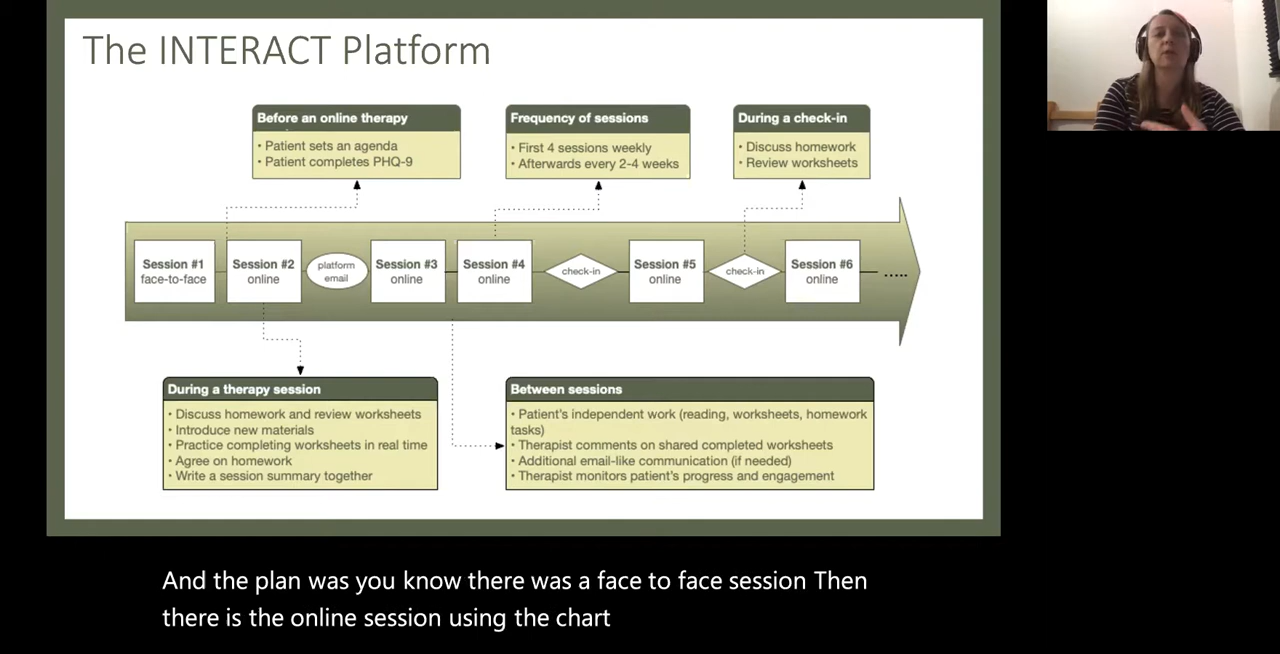 The INTERACT Platform
Before an online therapy
• Patient sets an agenda
• Patient completes PHQ-9
Frequency of sessions
• First 4 sessions weekly
• Afterwards every 2-4 weeks
During a check-in
• Discuss homework
• Review worksheets
Session #1
face-to-face
Session #2
online
platform
email
Session #3
online
Session #4
online
check-in
Session #5
online
check-in
Session #6
online
.....
During a therapy session
• Discuss homework and review worksheets
• Introduce new materials
• Practice completing worksheets in real time
• Agree on homework
• Write a session summary together
Between sessions
• Patient's independent work (reading, worksheets, homework
tasks)
• Therapist comments on shared completed worksheets
• Additional email-like communication (if needed)
• Therapist monitors patient's progress and engagement
And the plan was you know there was a face to face session Then
there is the online session using the chart